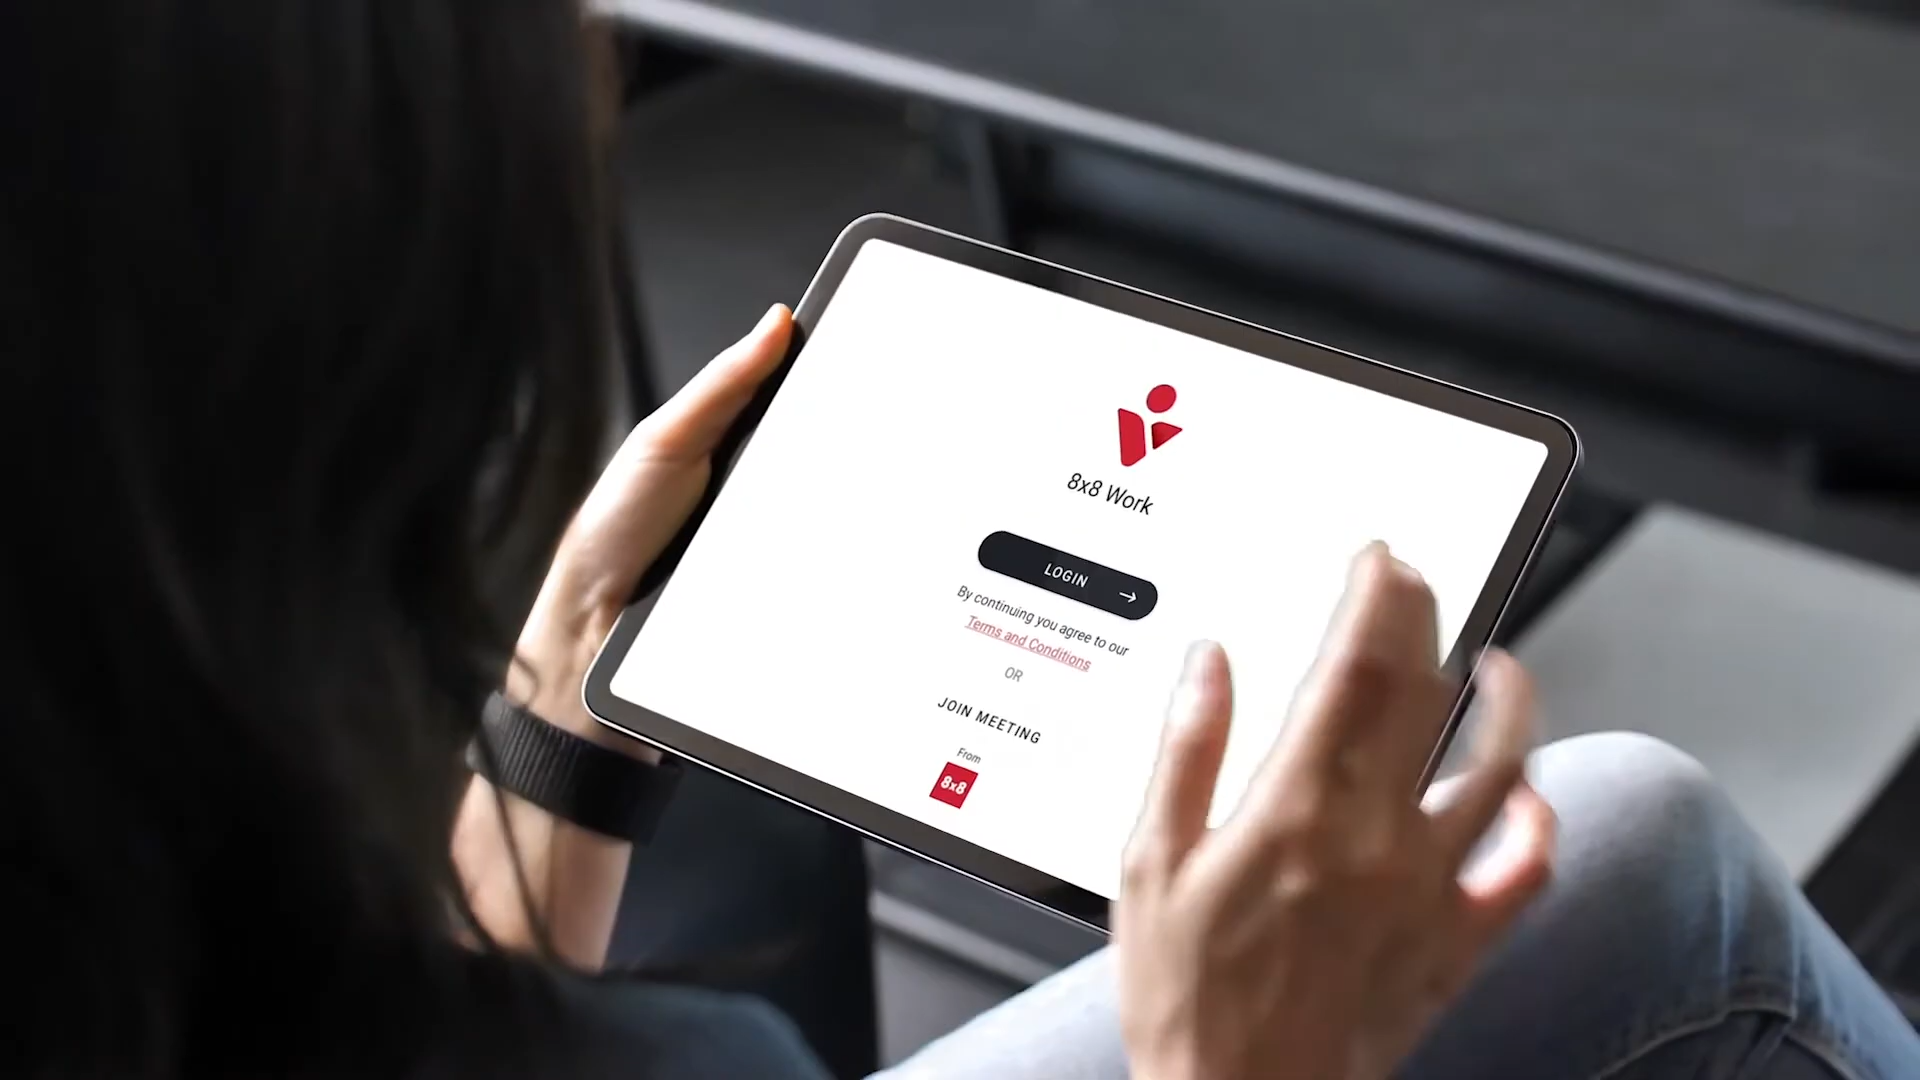 8x8 Work
LOGIN →
By continuing you agree to our
Terms and Conditions
OR
JOIN MEETING
From
8x8